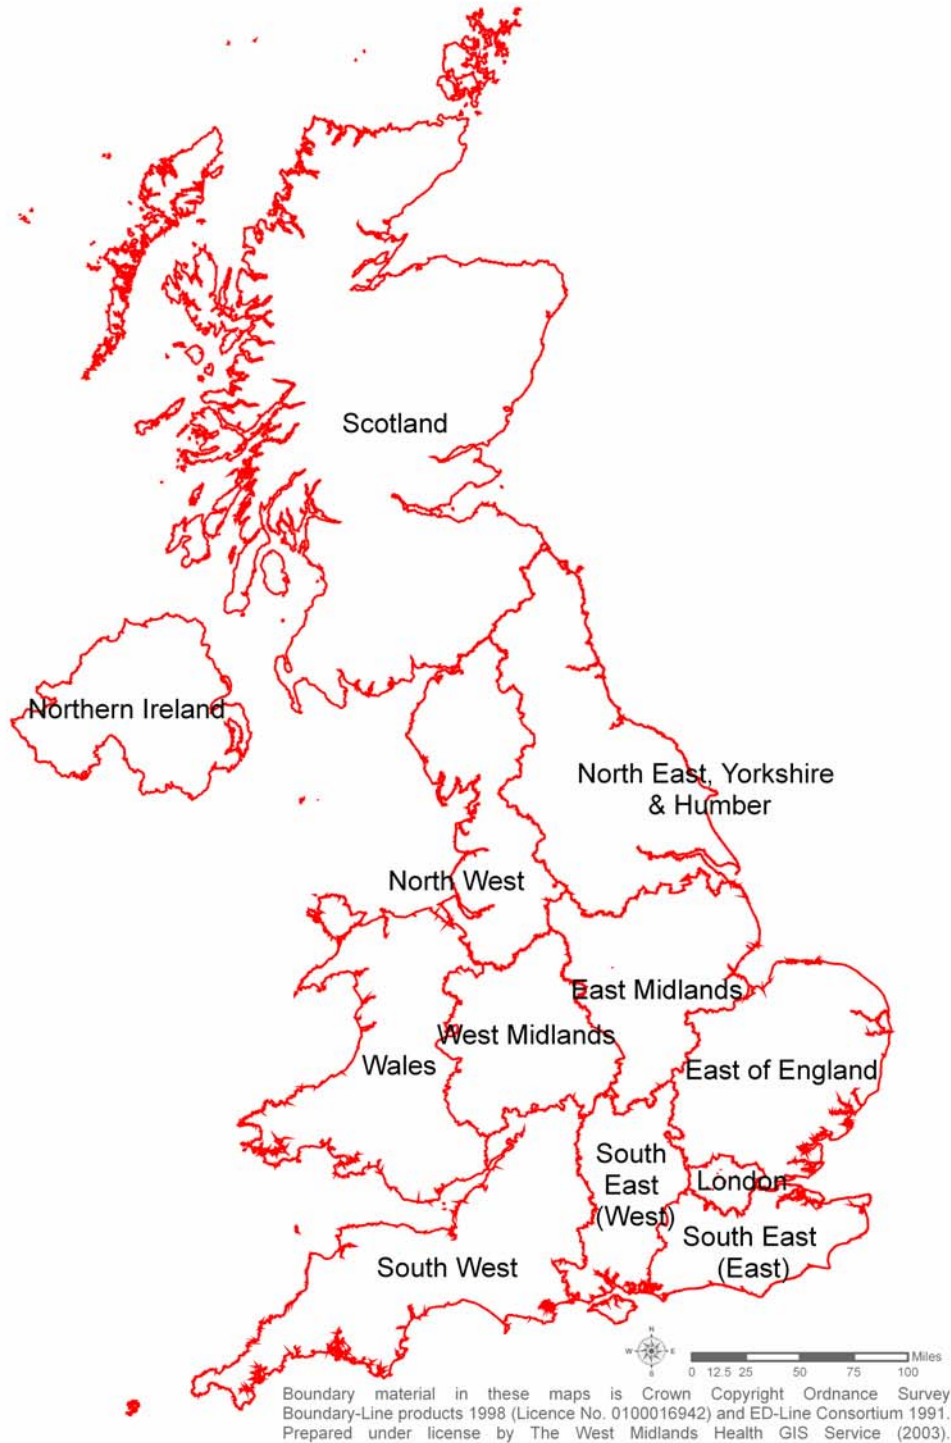 Scotland
Northern Ireland
North East, Yorkshire
& Humber
North West
East Midlands
West Midlands
Wales
East of England
South
East
(West)
London
South East
(East)
South West
N
W E
S
Miles
0 12.5 25 50 75 100
Boundary material in these maps is Crown Copyright Ordnance Survey
Boundary-Line products 1998 (Licence No. 0100016942) and ED-Line Consortium 1991.
Prepared under license by The West Midlands Health GIS Service (2003).